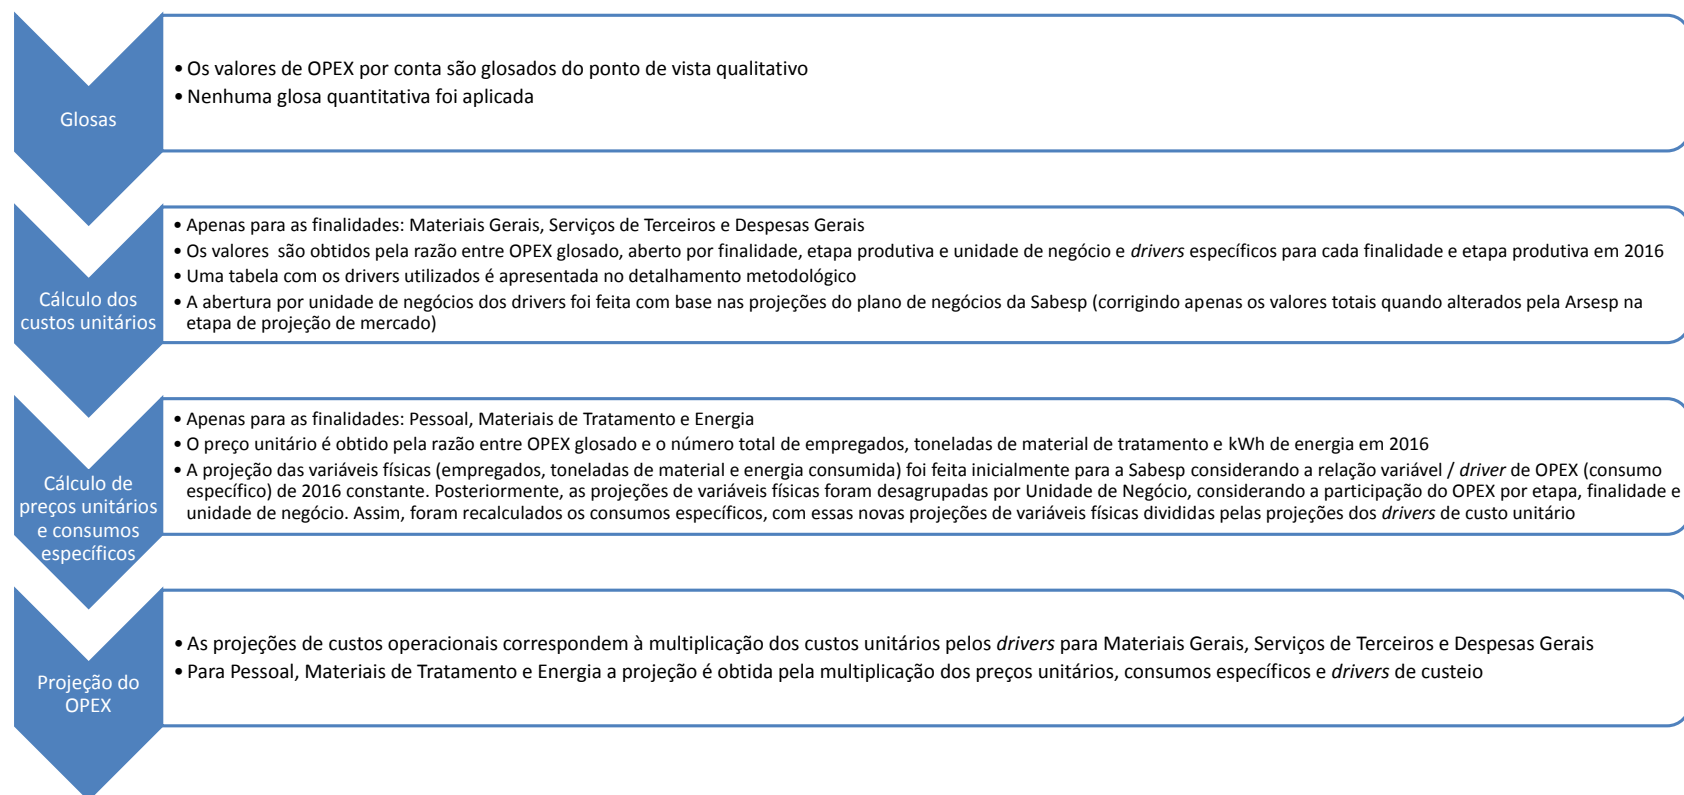 Glosas
• Os valores de OPEX por conta são glosados do ponto de vista qualitativo
• Nenhuma glosa quantitativa foi aplicada
Cálculo dos
custos unitários
• Apenas para as finalidades: Materiais Gerais, Serviços de Terceiros e Despesas Gerais
• Os valores são obtidos pela razão entre OPEX glosado, aberto por finalidade, etapa produtiva e unidade de negócio e drivers específicos para cada finalidade e etapa produtiva em 2016
• Uma tabela com os drivers utilizados é apresentada no detalhamento metodológico
• A abertura por unidade de negócios dos drivers foi feita com base nas projeções do plano de negócios da Sabesp (corrigindo apenas os valores totais quando alterados pela Arsesp na
etapa de projeção de mercado)
Cálculo de
preços unitários
e consumos
específicos
• Apenas para as finalidades: Pessoal, Materiais de Tratamento e Energia
• O preço unitário é obtido pela razão entre OPEX glosado e o número total de empregados, toneladas de material de tratamento e kWh de energia em 2016
• A projeção das variáveis físicas (empregados, toneladas de material e energia consumida) foi feita inicialmente para a Sabesp considerando a relação variável / driver de OPEX (consumo
específico) de 2016 constante. Posteriormente, as projeções de variáveis físicas foram desagrupadas por Unidade de Negócio, considerando a participação do OPEX por etapa, finalidade e
unidade de negócio. Assim, foram recalculados os consumos específicos, com essas novas projeções de variáveis físicas divididas pelas projeções dos drivers de custo unitário
Projeção do
OPEX
• As projeções de custos operacionais correspondem à multiplicação dos custos unitários pelos drivers para Materiais Gerais, Serviços de Terceiros e Despesas Gerais
• Para Pessoal, Materiais de Tratamento e Energia a projeção é obtida pela multiplicação dos preços unitários, consumos específicos e drivers de custeio